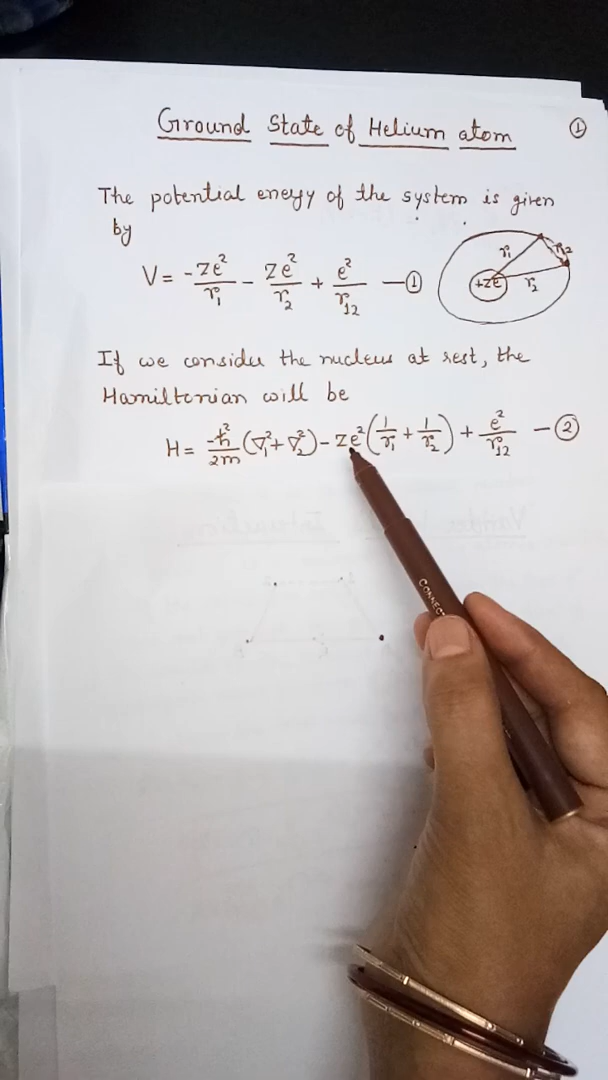 Ground State of Helium atom ①
The potential energy of the system is given
by
V = -Ze²/r₁ - Ze²/r₂ + e²/r₁₂ —①
r₁ r₁₂
+Ze r₂
If we consider the nucleus at rest, the
Hamiltonian will be
H = -ħ²/2m (∇₁² + ∇₂²) - Ze² (1/r₁ + 1/r₂) + e²/r₁₂ —②